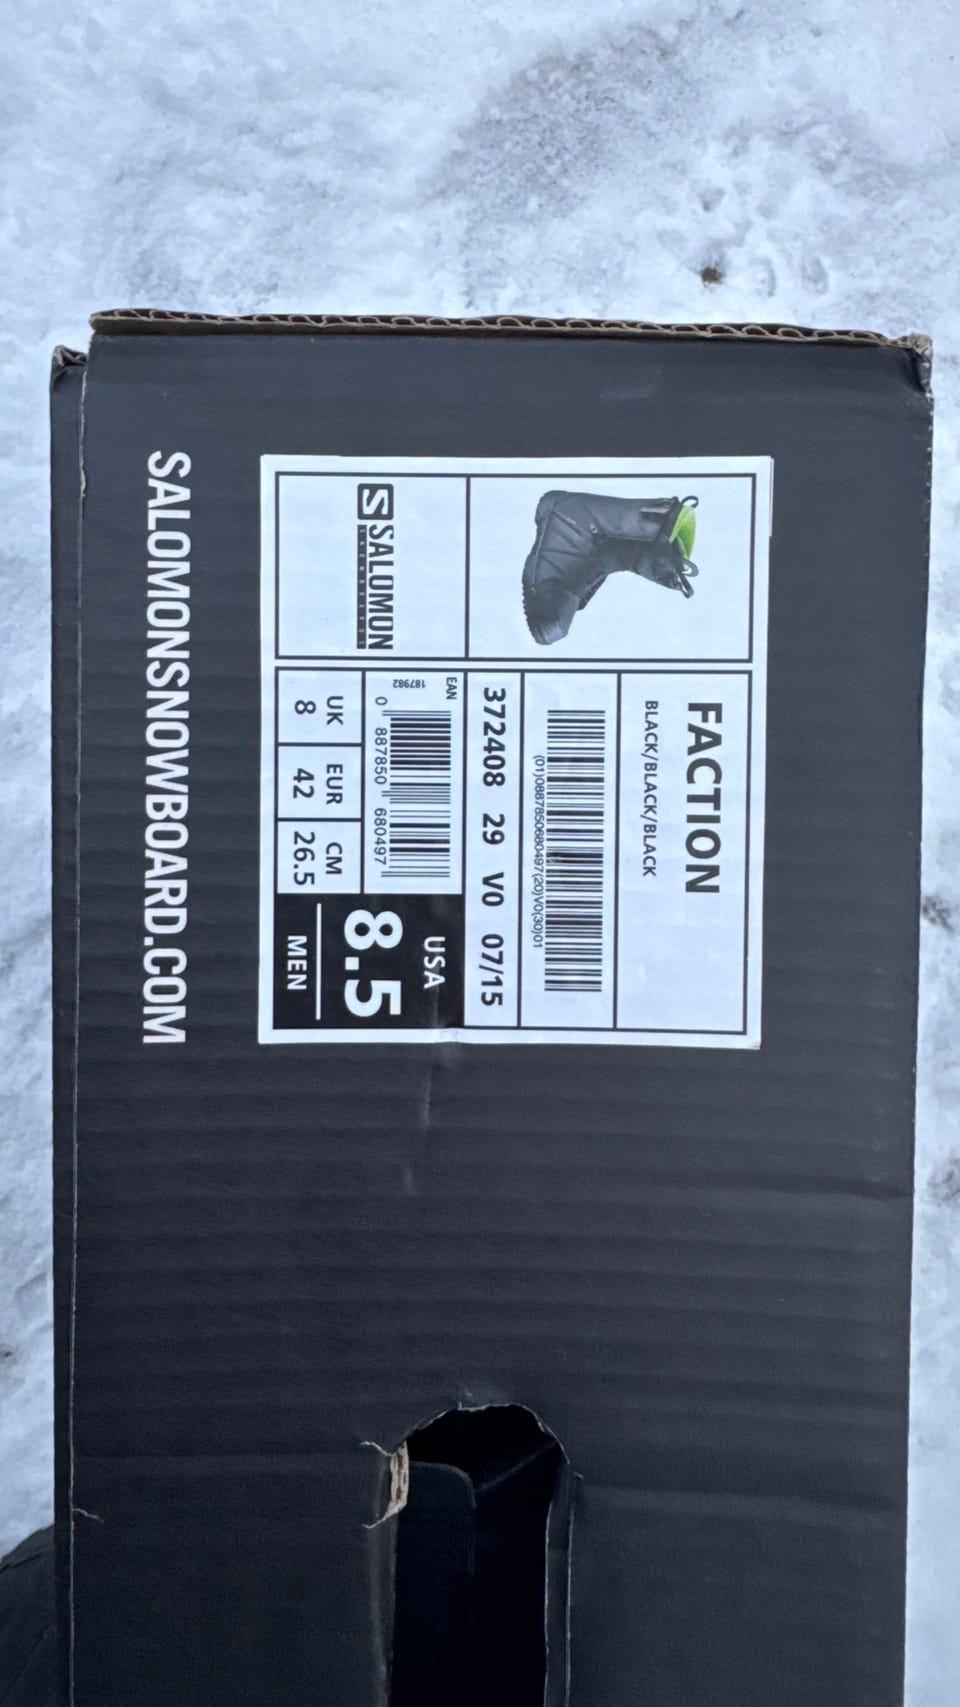 SALOMON
SNOWBOARDS
FACTION
BLACK/BLACK/BLACK
(01)0887850680497(20)V0(30)01
372408 29 V0 07/15
EAN
187982
0 887850 680497
UK EUR CM
8 42 26.5
USA
8.5
MEN
SALOMONSNOWBOARD.COM